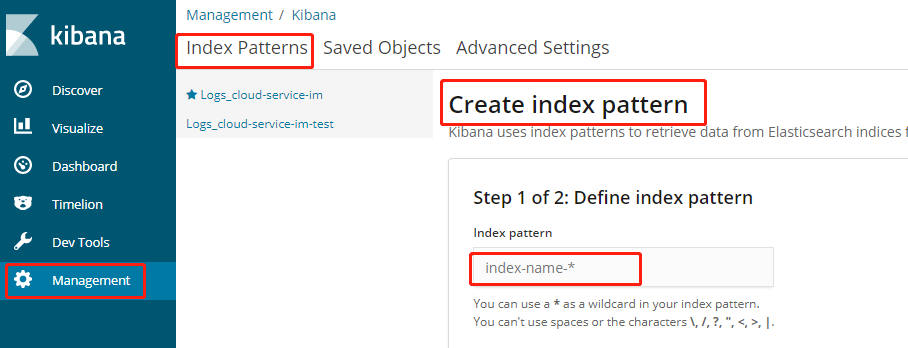 kibana
Discover
Visualize
Dashboard
Timelion
Dev Tools
Management
Management / Kibana
Index Patterns Saved Objects Advanced Settings
★ Logs_cloud-service-im
Logs_cloud-service-im-test
Create index pattern
Kibana uses index patterns to retrieve data from Elasticsearch indices f
Step 1 of 2: Define index pattern
Index pattern
index-name-*
You can use a * as a wildcard in your index pattern.
You can't use spaces or the characters \, /, ?, ", <, >, |.